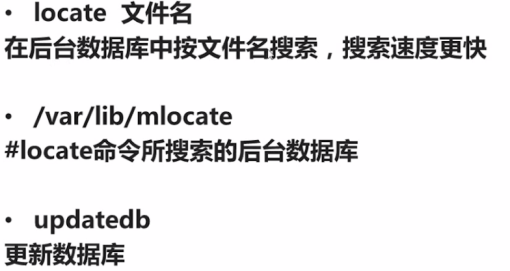 • locate 文件名
在后台数据库中按文件名搜索，搜索速度更快
• /var/lib/mlocate
#locate命令所搜索的后台数据库
• updatedb
更新数据库